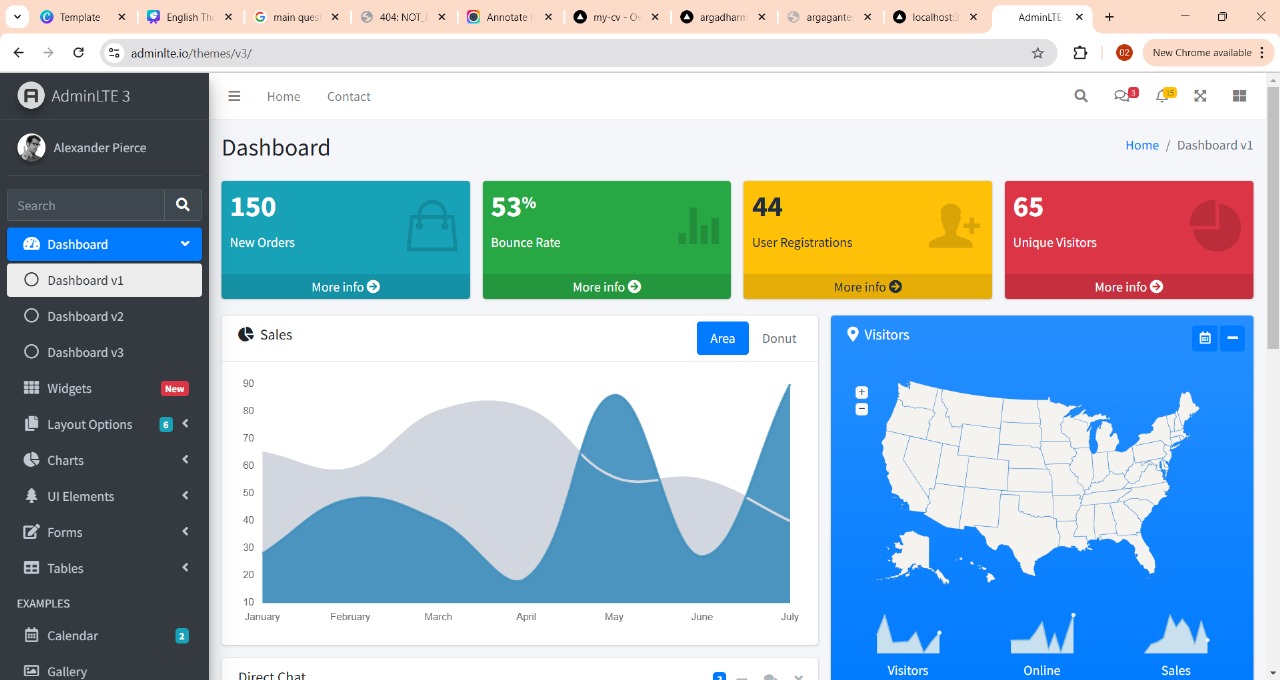 Template
English Th
main ques
404: NOT_
Annotate
my-cv - Ov
argadharm
argagante
localhost:3
AdminLTE
adminlte.io/themes/v3/
02
New Chrome available
AdminLTE 3
Home
Contact
3
15
Alexander Pierce
Dashboard
Home / Dashboard v1
Search
150
New Orders
More info
53%
Bounce Rate
More info
44
User Registrations
More info
65
Unique Visitors
More info
Dashboard
Dashboard v1
Dashboard v2
Dashboard v3
Widgets New
Layout Options 6
Charts
UI Elements
Forms
Tables
EXAMPLES
Calendar 2
Gallery
Sales
Area
Donut
90
80
70
60
50
40
30
20
10
January February March April May June July
Visitors
+
−
Visitors
Online
Sales
Direct Chat